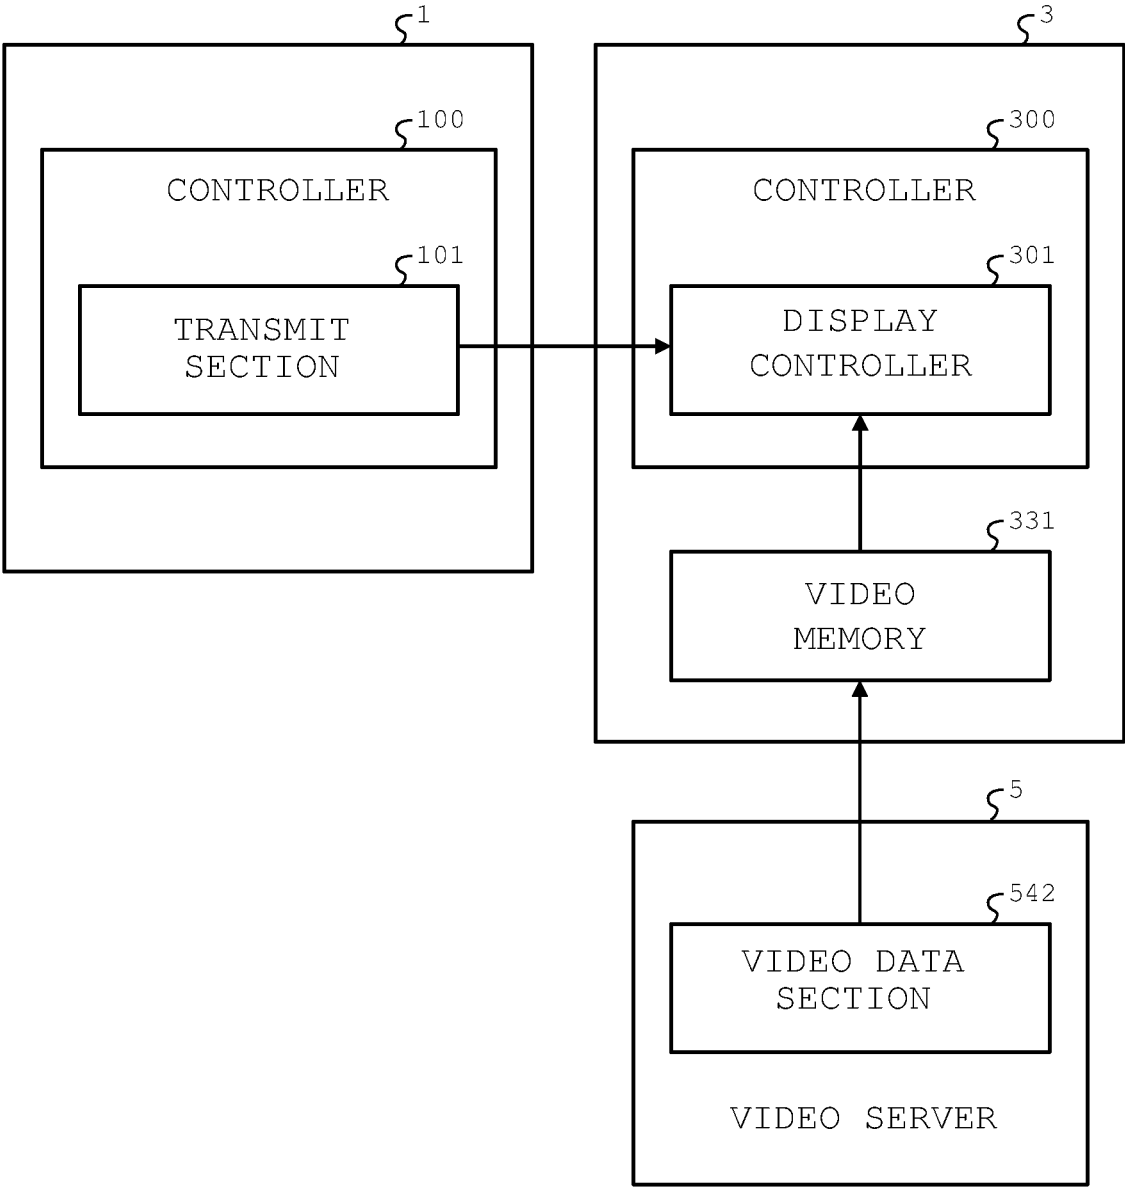 1
3
100
300
CONTROLLER
CONTROLLER
101
301
TRANSMIT
SECTION
DISPLAY
CONTROLLER
331
VIDEO
MEMORY
5
542
VIDEO DATA
SECTION
VIDEO SERVER